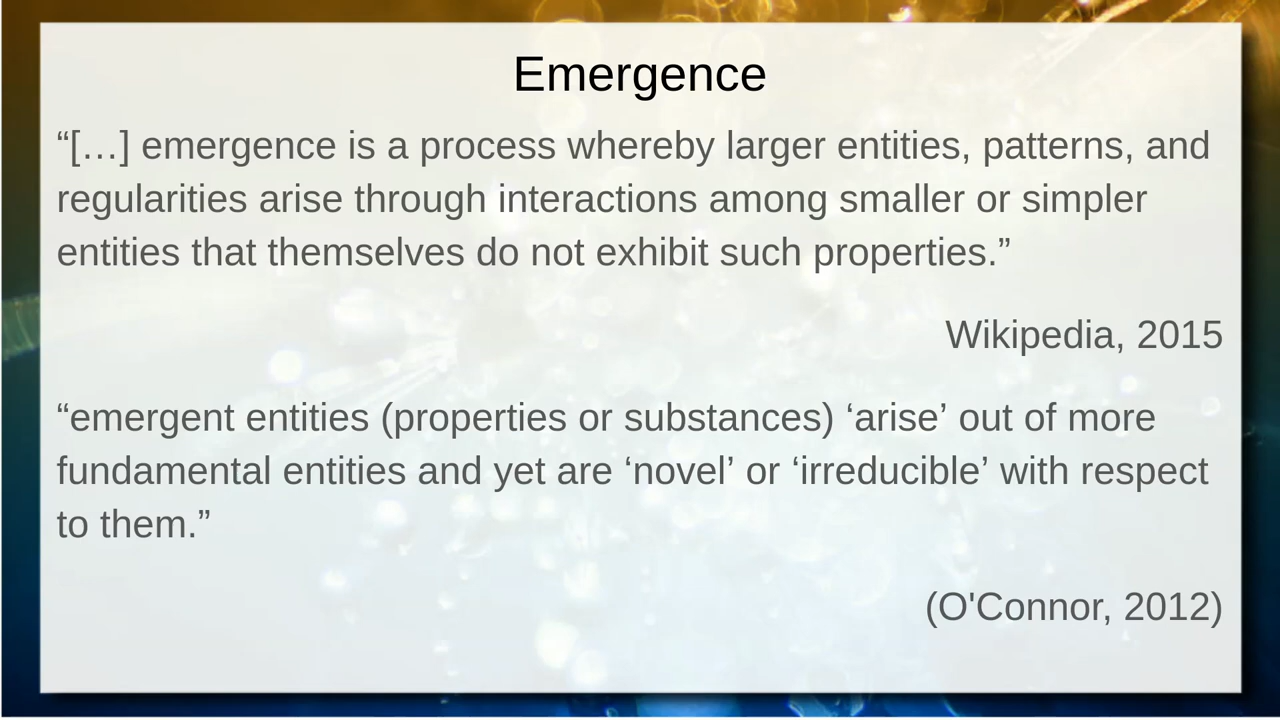 Emergence
“[…] emergence is a process whereby larger entities, patterns, and
regularities arise through interactions among smaller or simpler
entities that themselves do not exhibit such properties.”
Wikipedia, 2015
“emergent entities (properties or substances) ‘arise’ out of more
fundamental entities and yet are ‘novel’ or ‘irreducible’ with respect
to them.”
(O'Connor, 2012)